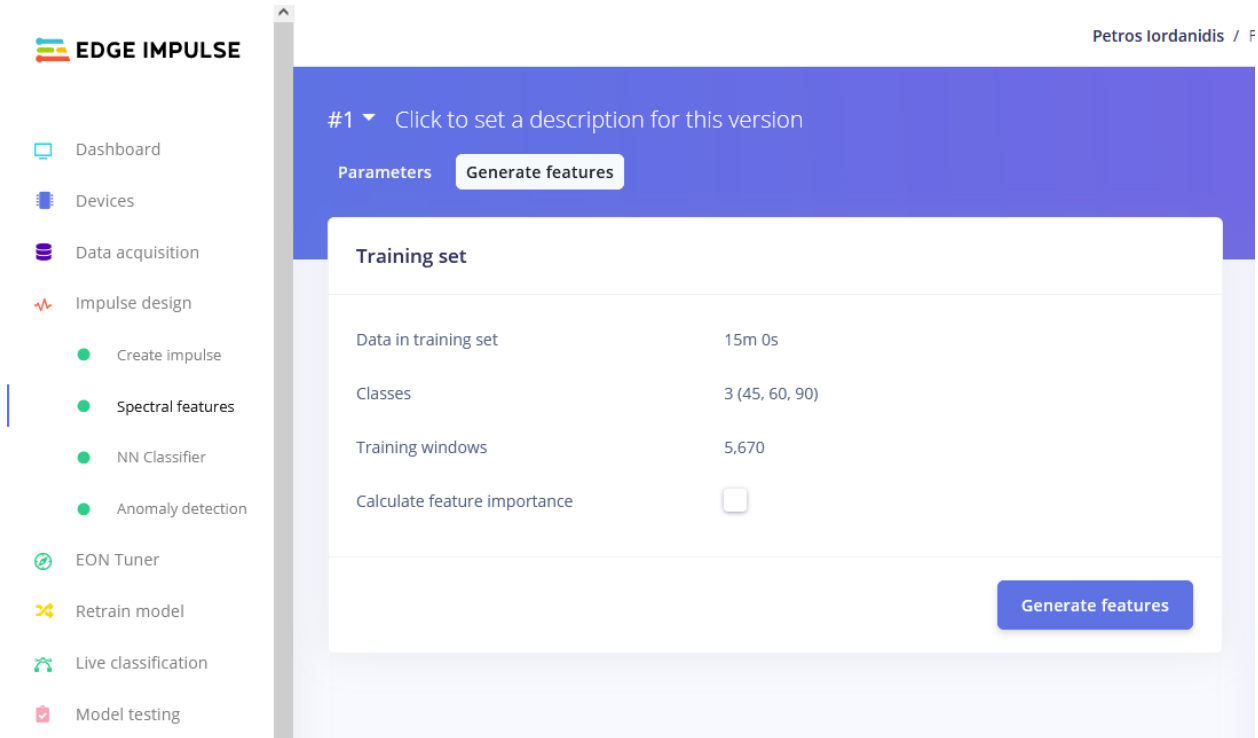 EDGE IMPULSE
Petros Iordanidis /
#1 Click to set a description for this version
Parameters
Generate features
Dashboard
Devices
Data acquisition
Impulse design
Create impulse
Spectral features
NN Classifier
Anomaly detection
EON Tuner
Retrain model
Live classification
Model testing
Training set
Data in training set 15m 0s
Classes 3 (45, 60, 90)
Training windows 5,670
Calculate feature importance
Generate features